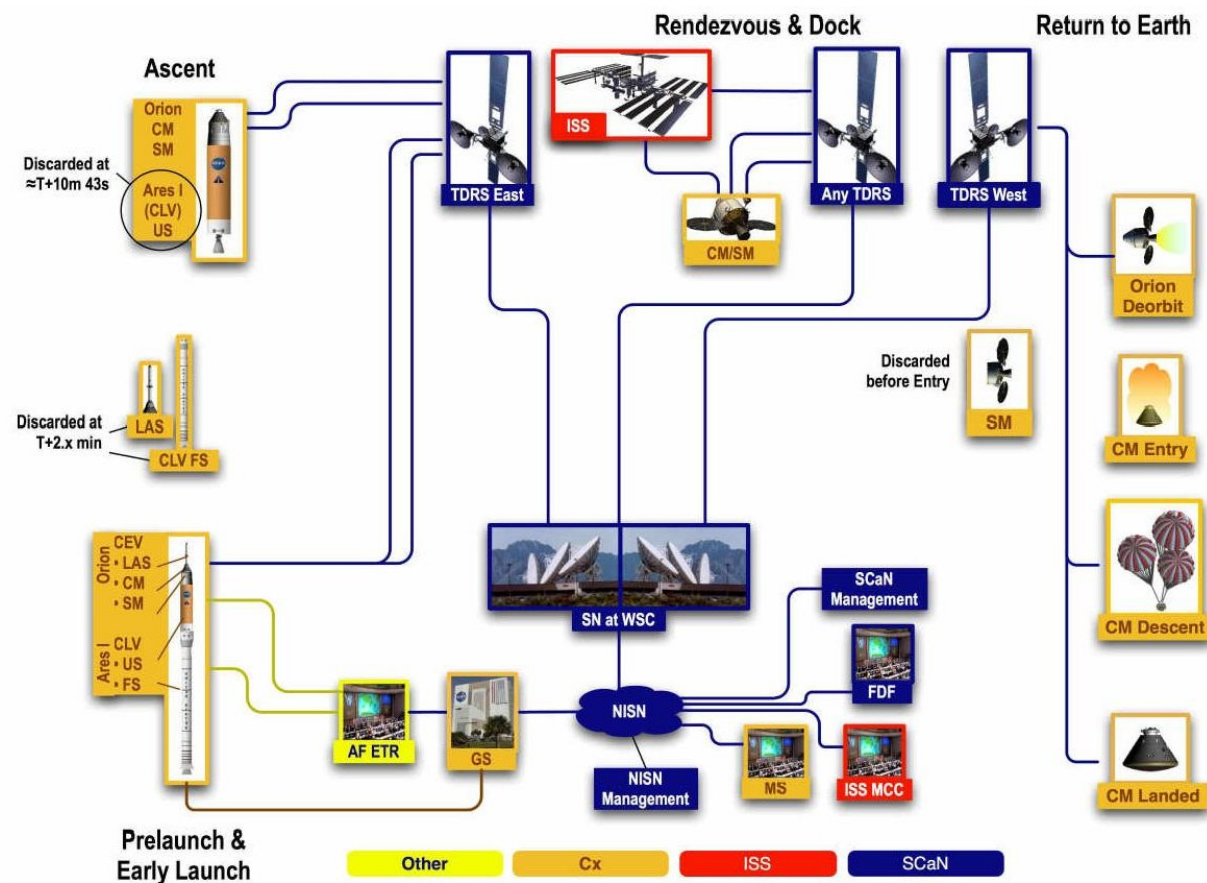 Rendezvous & Dock
Return to Earth
Ascent
Orion
CM
SM
Discarded at
≈T+10m 43s
Ares I
(CLV)
US
TDRS East
ISS
CM/SM
Any TDRS
TDRS West
Orion
Deorbit
Discarded
before Entry
SM
CM Entry
Discarded at
T+2.x min
LAS
CLV FS
CM Descent
Orion
CEV
• LAS
• CM
• SM
Ares I
CLV
• US
• FS
SN at WSC
SCaN
Management
FDF
NISN
AF ETR
GS
NISN
Management
MS
ISS MCC
CM Landed
Prelaunch &
Early Launch
Other
Cx
ISS
SCaN